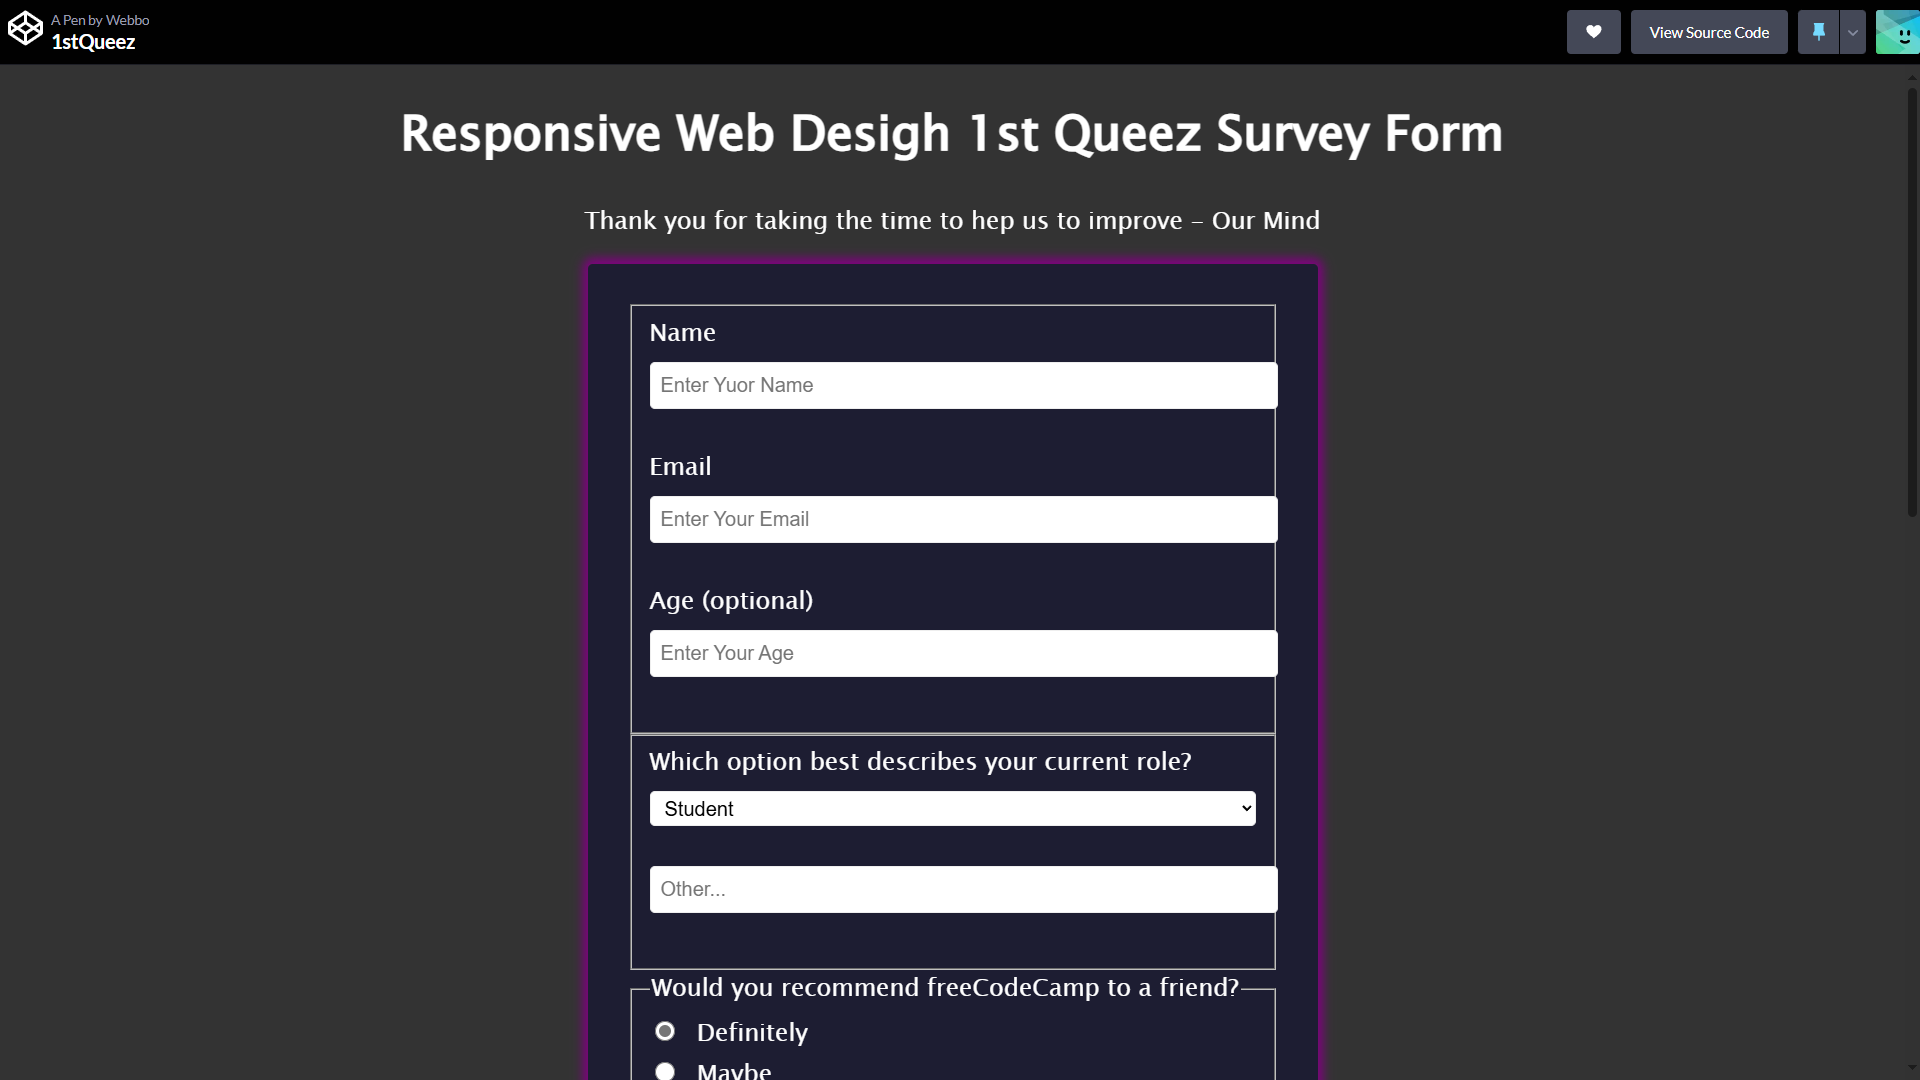 A Pen by Webbo
1stQueez
View Source Code
Responsive Web Desigh 1st Queez Survey Form
Thank you for taking the time to hep us to improve - Our Mind
Name
Enter Yuor Name
Email
Enter Your Email
Age (optional)
Enter Your Age
Which option best describes your current role?
Student
Other...
Would you recommend freeCodeCamp to a friend?
Definitely
Maybe